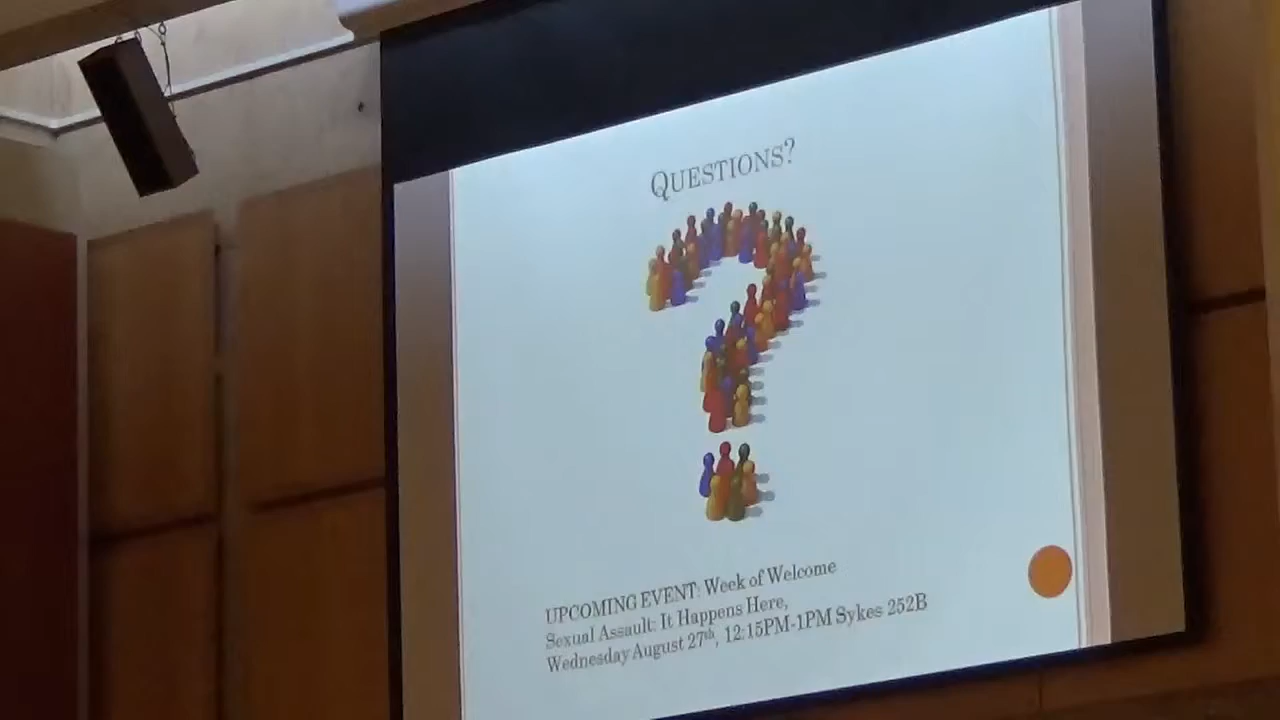 QUESTIONS?
UPCOMING EVENT: Week of Welcome
Sexual Assault: It Happens Here,
Wednesday August 27th, 12:15PM-1PM Sykes 252B